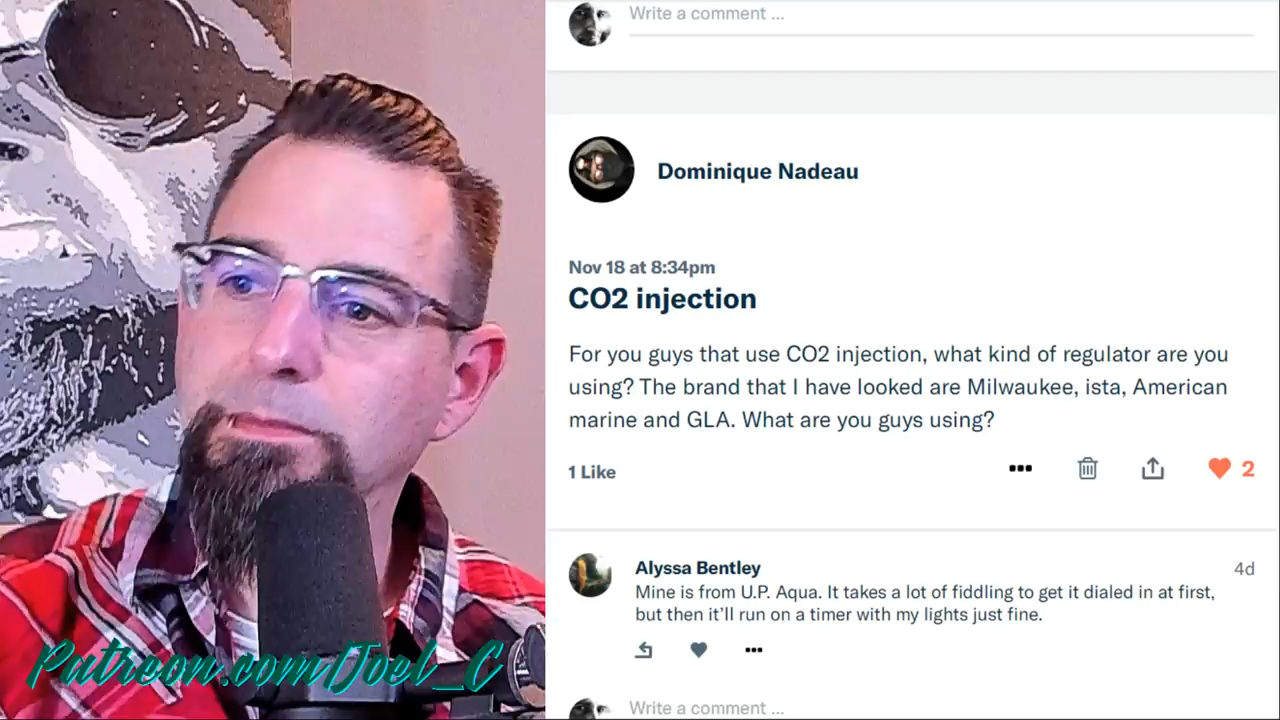 Write a comment ...
Dominique Nadeau
Nov 18 at 8:34pm
CO2 injection
For you guys that use CO2 injection, what kind of regulator are you
using? The brand that I have looked are Milwaukee, ista, American
marine and GLA. What are you guys using?
1 Like
2
Alyssa Bentley
4d
Mine is from U.P. Aqua. It takes a lot of fiddling to get it dialed in at first,
but then it'll run on a timer with my lights just fine.
Write a comment ...
Patreon.com/Joel_C